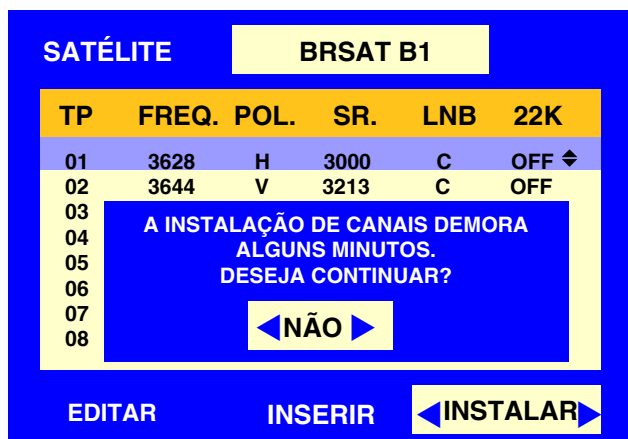 SATÉLITE BRSAT B1
TP FREQ. POL. SR. LNB 22K
01 3628 H 3000 C OFF
02 3644 V 3213 C OFF
03
04
05
06
07
08
A INSTALAÇÃO DE CANAIS DEMORA
ALGUNS MINUTOS.
DESEJA CONTINUAR?
NÃO
EDITAR INSERIR INSTALAR